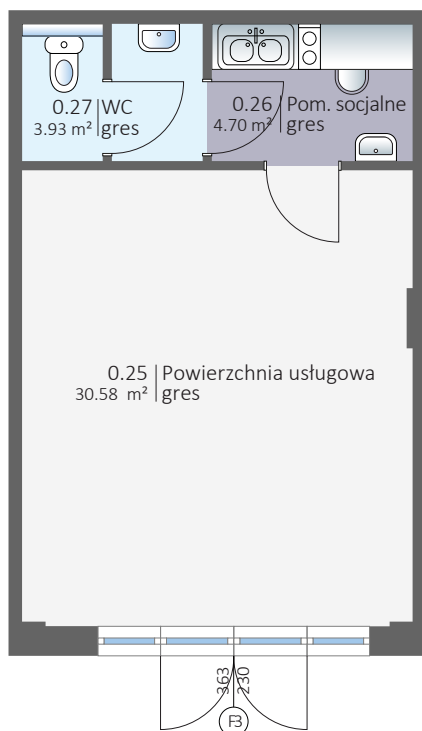 0.27 WC
3.93 m² gres
0.26 Pom. socjalne
4.70 m² gres
0.25 Powierzchnia usługowa
30.58 m² gres
363
230
F3